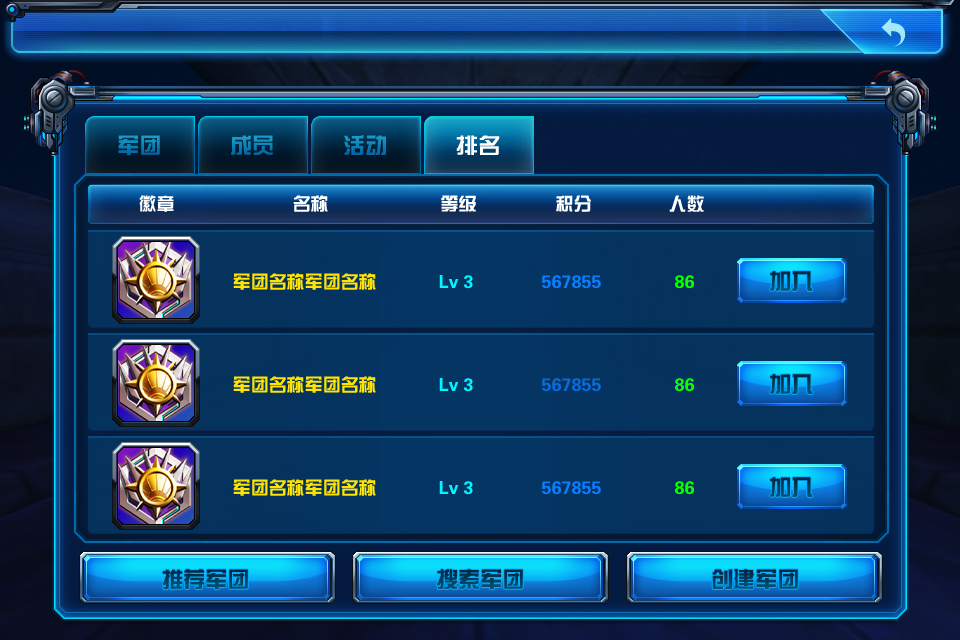 军团 成员 活动 排名
徽章 名称 等级 积分 人数
军团名称军团名称 Lv 3 567855 86 加入
军团名称军团名称 Lv 3 567855 86 加入
军团名称军团名称 Lv 3 567855 86 加入
推荐军团 搜索军团 创建军团